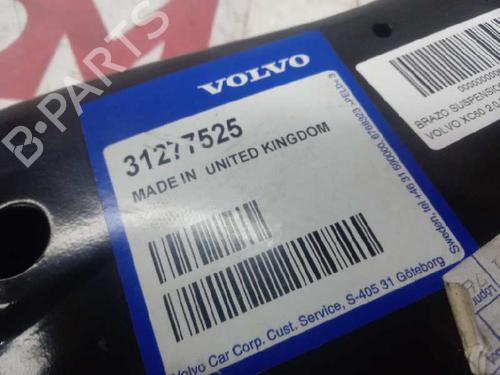 B-PARTS
VOLVO
31277525
MADE IN UNITED KINGDOM
Volvo Car Corp. Cust. Service, S-405 31 Göteborg
Sweden, tel +46 31 590000,
BRAZO SUSPENSION
VOLVO XC60 2.0